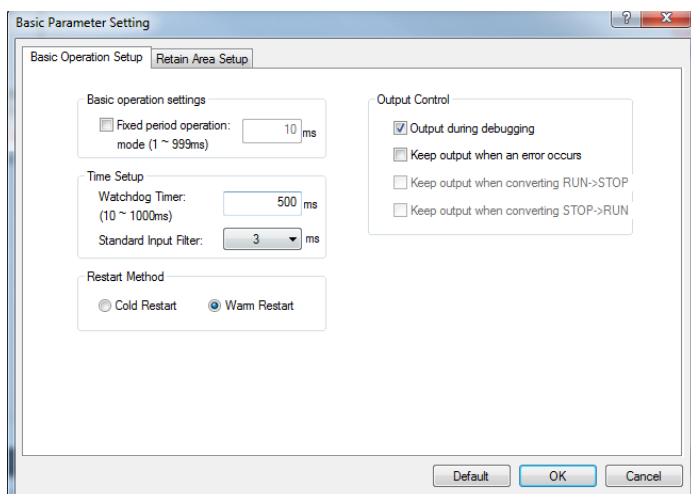 Basic Parameter Setting
Basic Operation Setup
Retain Area Setup
Basic operation settings
Fixed period operation:
mode (1 ~ 999ms)
10 ms
Time Setup
Watchdog Timer:
(10 ~ 1000ms)
500 ms
Standard Input Filter:
3 ms
Restart Method
Cold Restart
Warm Restart
Output Control
Output during debugging
Keep output when an error occurs
Keep output when converting RUN->STOP
Keep output when converting STOP->RUN
Default
OK
Cancel